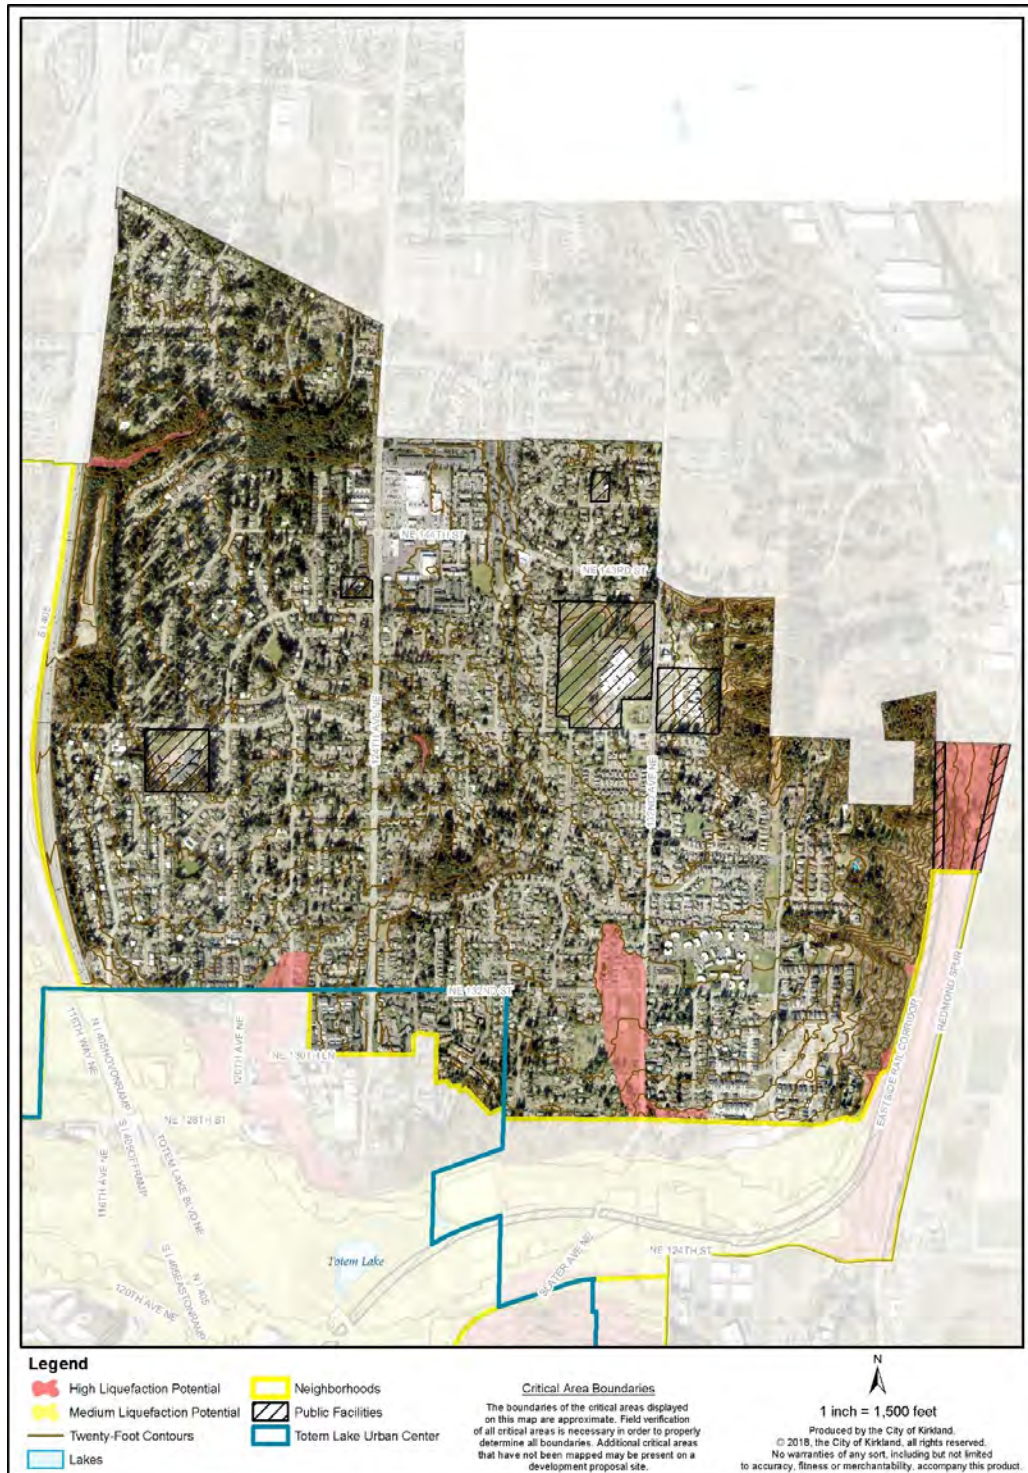 NE 144TH ST
NE 143RD ST
S I 405
124TH AVE NE
132ND AVE NE
NE 132ND ST
NE 130TH LN
120TH AVE NE
116TH WAY NE
NE 128TH ST
TOTEM LAKE BLVD NE
116TH AVE NE
EASTSIDE RAIL CORRIDOR
REDMOND SPUR
NE 124TH ST
SLATER AVE NE
Totem Lake
N I 405
120TH AVE NE
Legend
High Liquefaction Potential
Medium Liquefaction Potential
Twenty-Foot Contours
Lakes
Neighborhoods
Public Facilities
Totem Lake Urban Center
Critical Area Boundaries
The boundaries of the critical areas displayed
on this map are approximate. Field verification
of all critical areas is necessary in order to properly
determine all boundaries. Additional critical areas
that have not been mapped may be present on a
development proposal site.
N
1 inch = 1,500 feet
Produced by the City of Kirkland.
© 2018, the City of Kirkland, all rights reserved.
No warranties of any sort, including but not limited
to accuracy, fitness or merchantability, accompany this product.